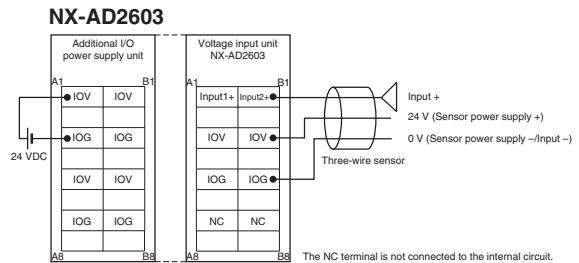 NX-AD2603
Additional I/O
power supply unit
Voltage input unit
NX-AD2603
A1
B1
A1
B1
IOV
IOV
Input1+
Input2+
Input +
24 V (Sensor power supply +)
IOG
IOG
IOV
IOV
0 V (Sensor power supply –/Input –)
24 VDC
Three-wire sensor
IOV
IOV
IOG
IOG
IOG
IOG
NC
NC
A8
B8
A8
B8
The NC terminal is not connected to the internal circuit.